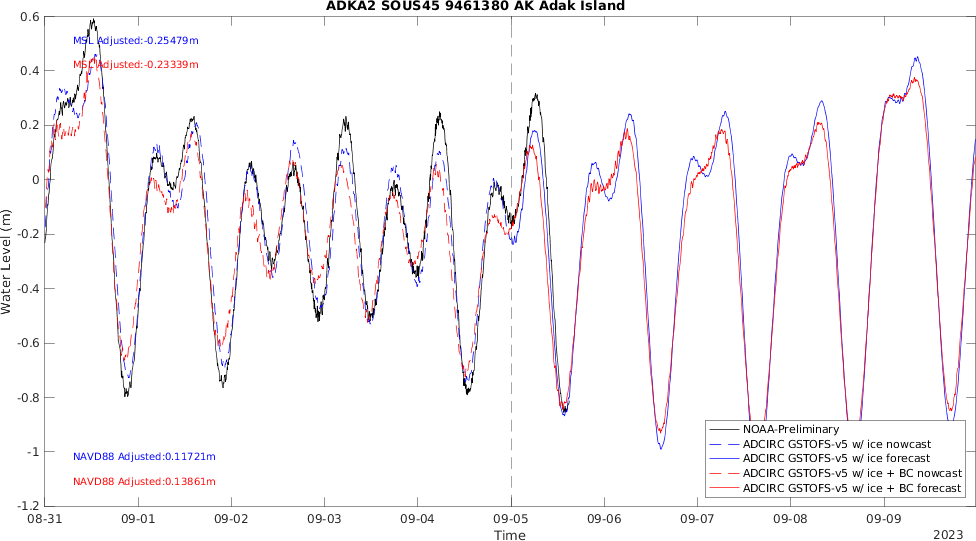 ADKA2 SOUS45 9461380 AK Adak Island
0.6
0.4
0.2
0
-0.2
-0.4
-0.6
-0.8
-1
-1.2
Water Level (m)
MSL Adjusted:-0.25479m
MSL Adjusted:-0.23339m
NAVD88 Adjusted:0.11721m
NAVD88 Adjusted:0.13861m
NOAA-Preliminary
ADCIRC GSTOFS-v5 w/ ice nowcast
ADCIRC GSTOFS-v5 w/ ice forecast
ADCIRC GSTOFS-v5 w/ ice + BC nowcast
ADCIRC GSTOFS-v5 w/ ice + BC forecast
08-31 09-01 09-02 09-03 09-04 09-05 09-06 09-07 09-08 09-09
Time
2023